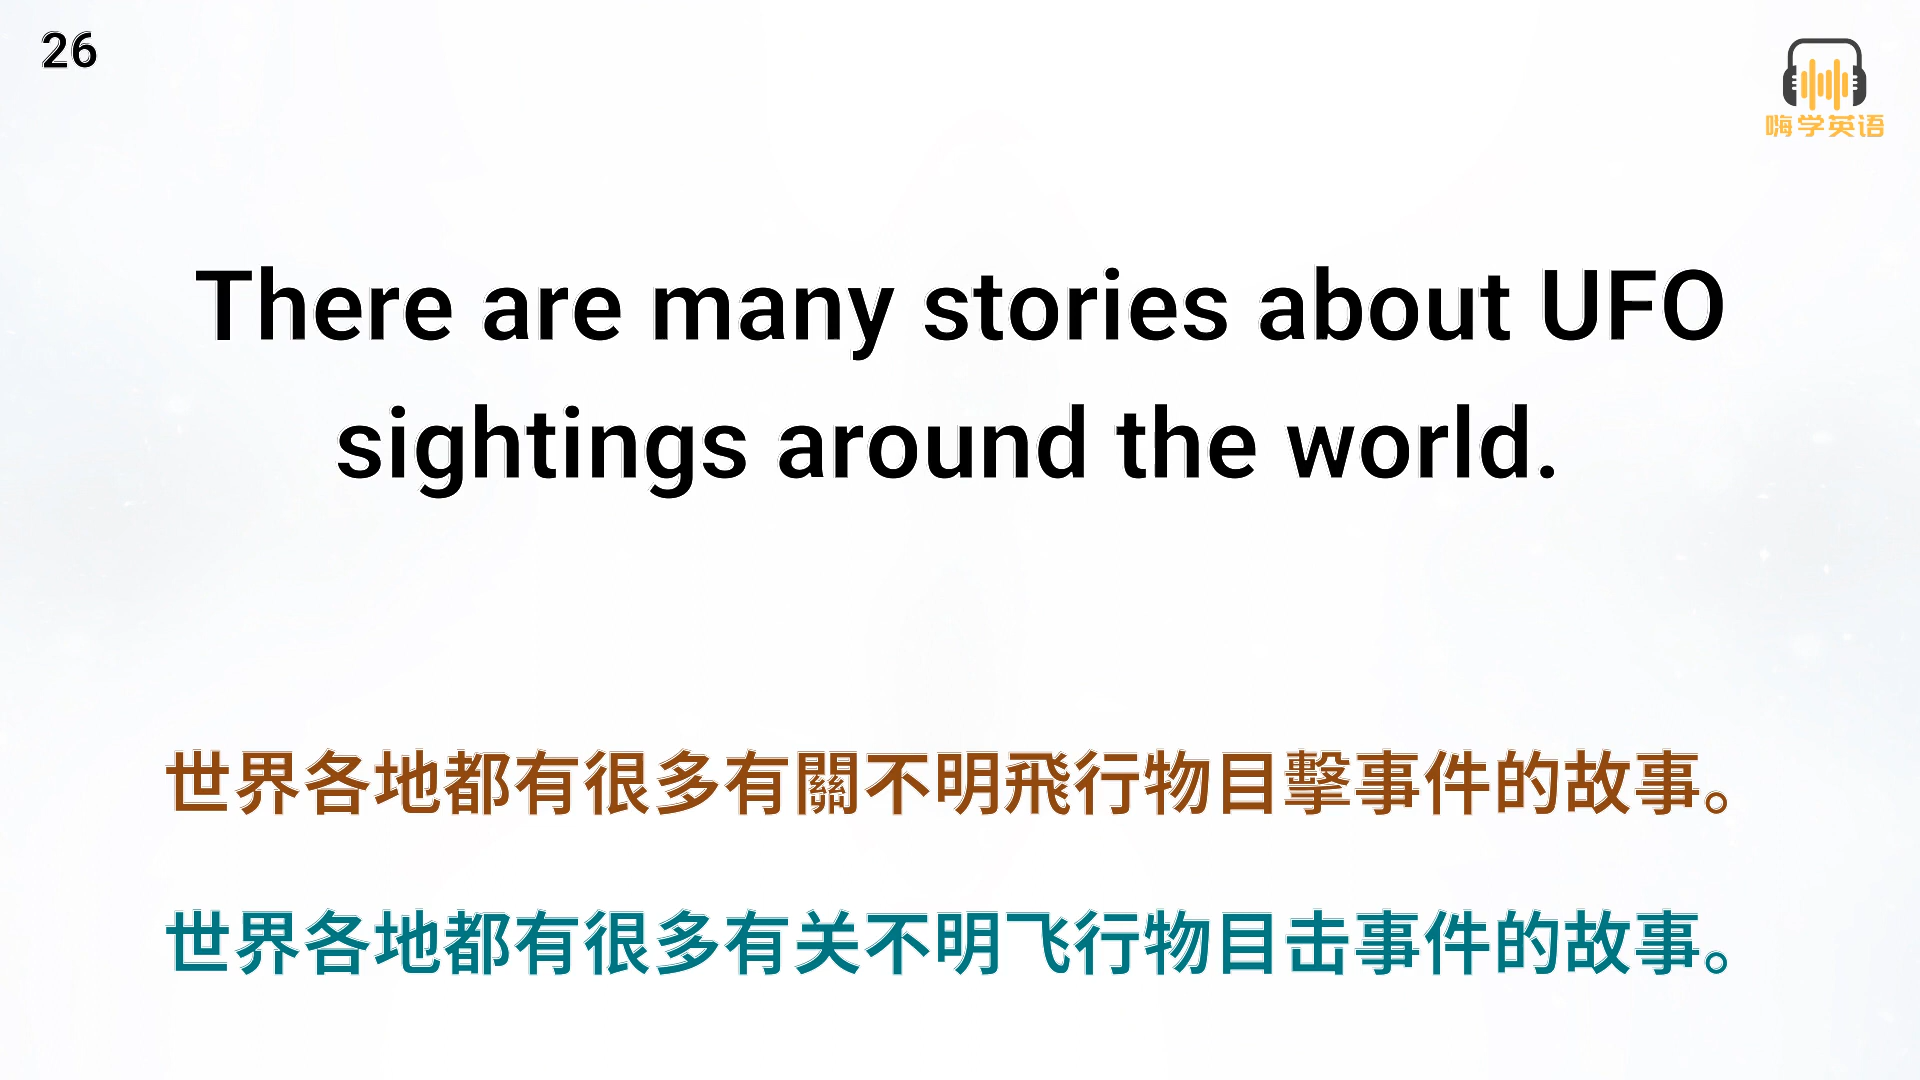 26
嗨学英语
There are many stories about UFO
sightings around the world.
世界各地都有很多有關不明飛行物目擊事件的故事。
世界各地都有很多有关不明飞行物目击事件的故事。